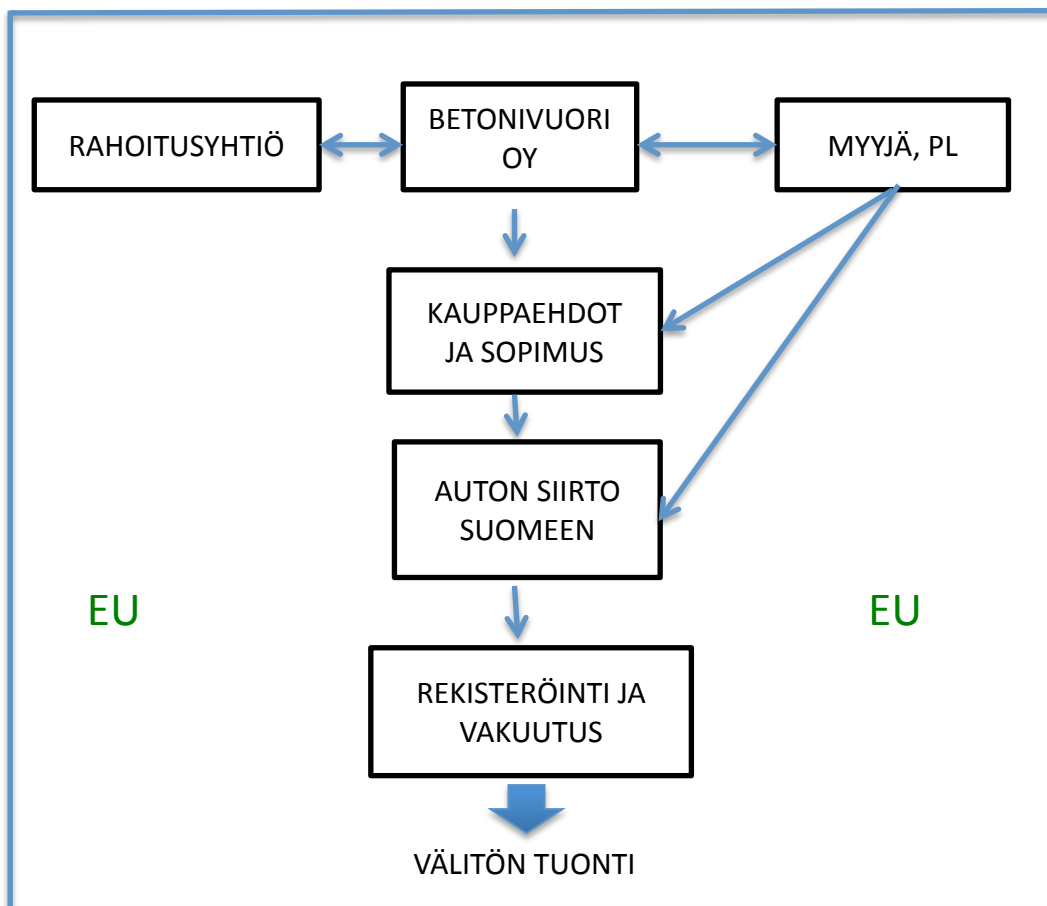 RAHOITUSYHTIÖ
BETONIVUORI
OY
MYYJÄ, PL
KAUPPAEHDOT
JA SOPIMUS
AUTON SIIRTO
SUOMEEN
EU
EU
REKISTERÖINTI JA
VAKUUTUS
VÄLITÖN TUONTI